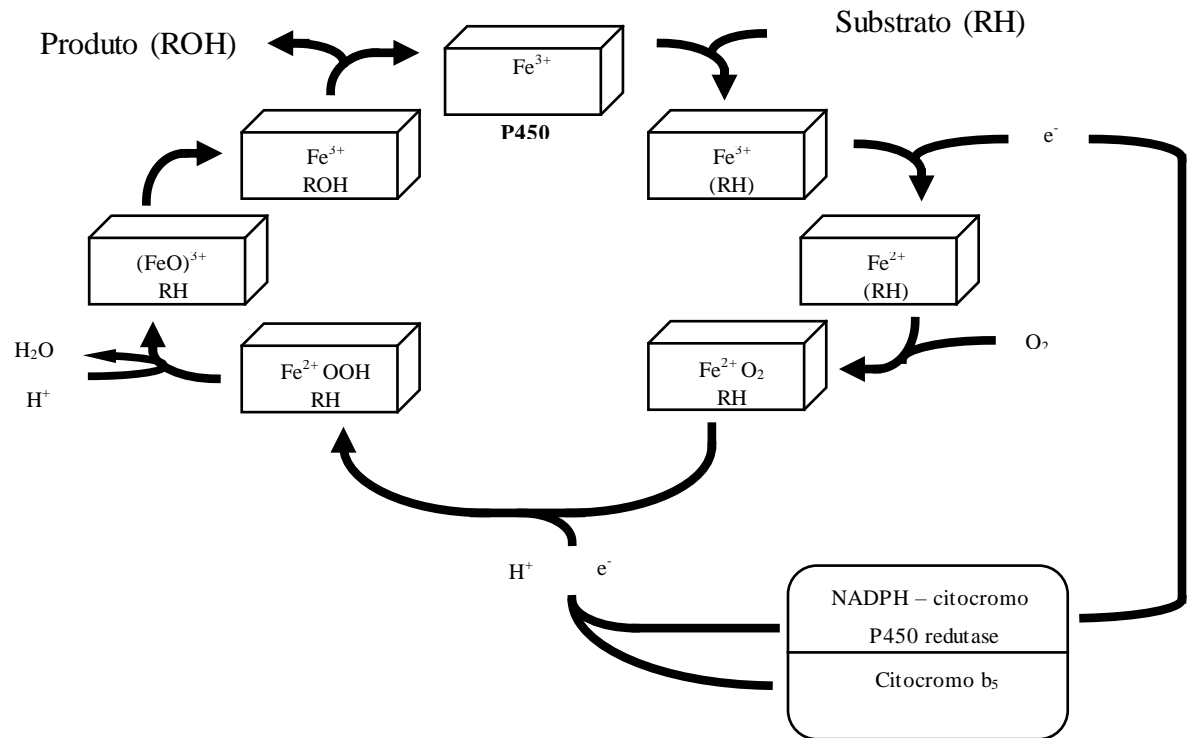 Produto (ROH)
Substrato (RH)
Fe³⁺
P450
Fe³⁺
ROH
Fe³⁺
(RH)
e⁻
(FeO)³⁺
RH
Fe²⁺
(RH)
H₂O
H⁺
Fe²⁺ OOH
RH
Fe²⁺ O₂
RH
O₂
H⁺ e⁻
NADPH – citocromo
P450 redutase
Citocromo b₅